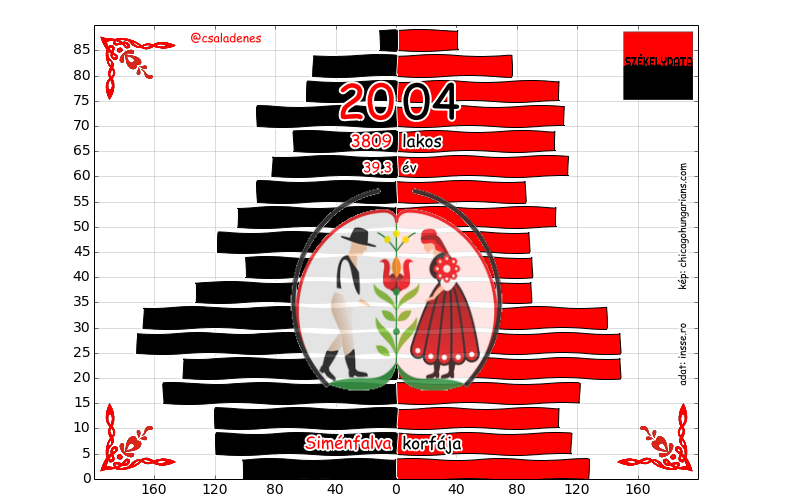 @csaladenes
SZÉKELYDATA
2004
3809 lakos
39.3 év
kép: chicagohungarians.com
adat: insse.ro
Siménfalva korfája
85
80
75
70
65
60
55
50
45
40
35
30
25
20
15
10
5
0
160 120 80 40 0 40 80 120 160